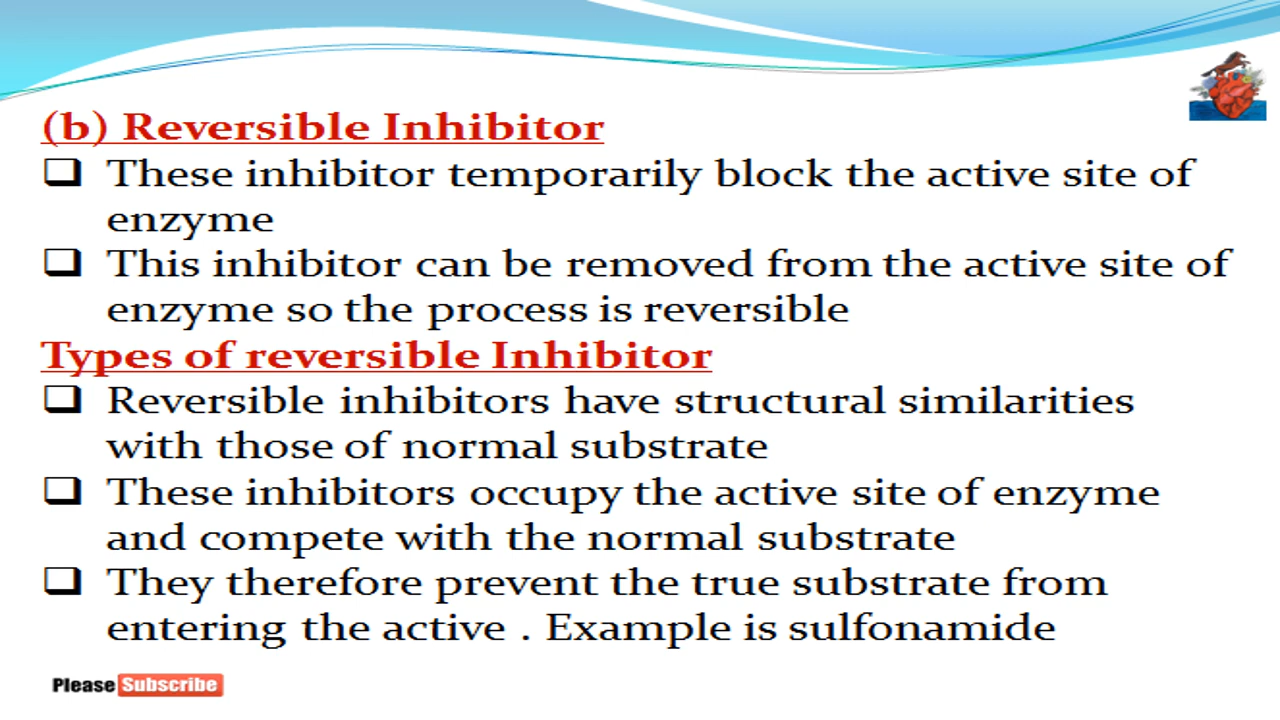 (b) Reversible Inhibitor
❑ These inhibitor temporarily block the active site of
enzyme
❑ This inhibitor can be removed from the active site of
enzyme so the process is reversible
Types of reversible Inhibitor
❑ Reversible inhibitors have structural similarities
with those of normal substrate
❑ These inhibitors occupy the active site of enzyme
and compete with the normal substrate
❑ They therefore prevent the true substrate from
entering the active . Example is sulfonamide
Please Subscribe